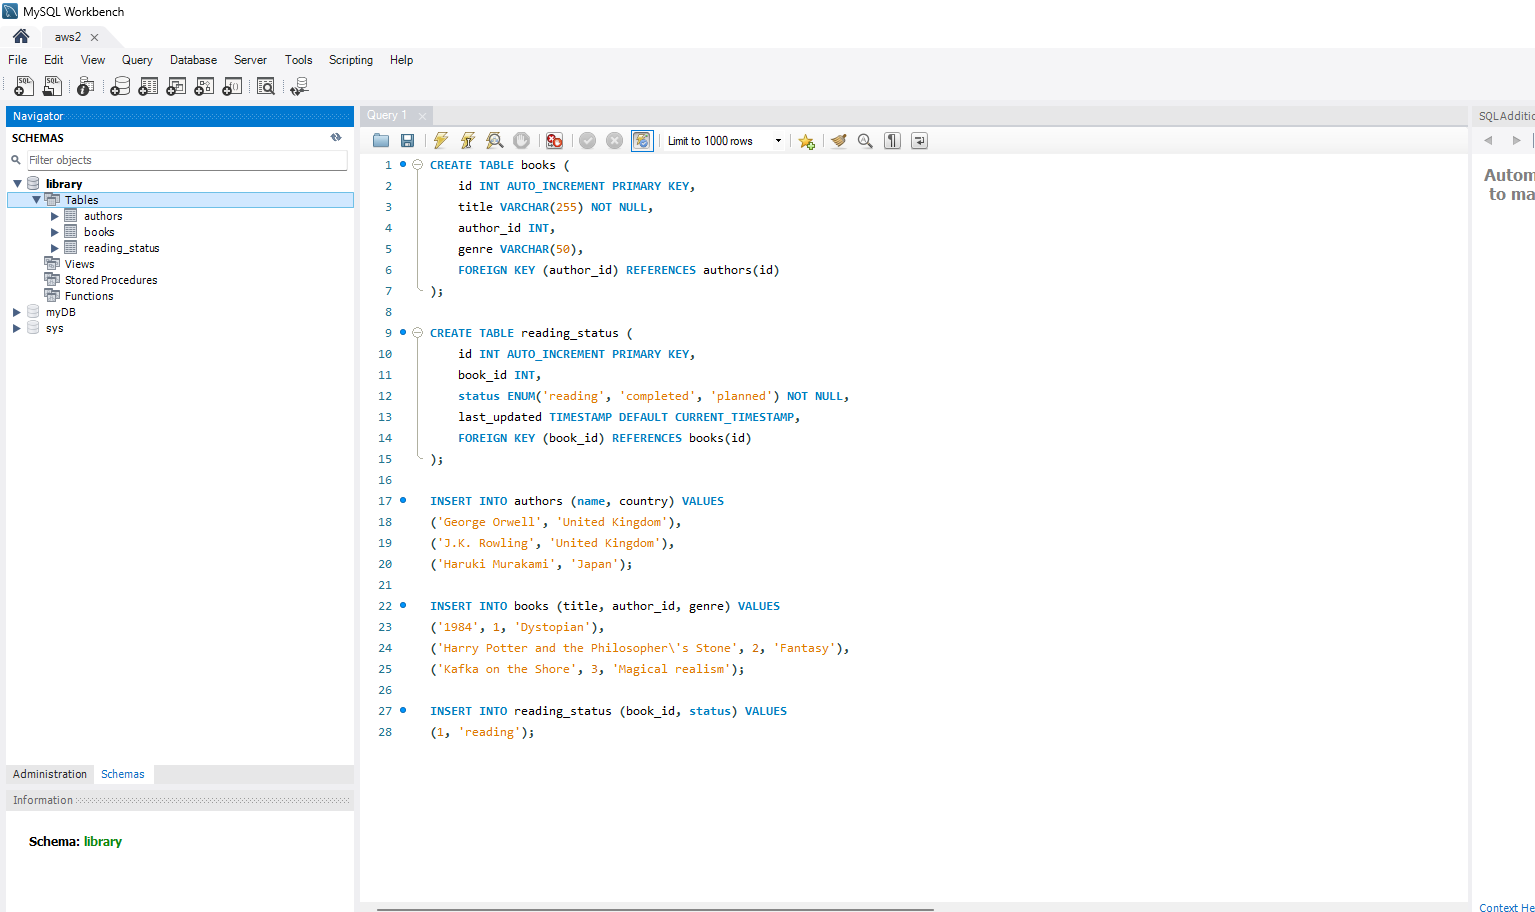 MySQL Workbench
aws2
File Edit View Query Database Server Tools Scripting Help
Navigator
SCHEMAS
Filter objects
library
Tables
authors
books
reading_status
Views
Stored Procedures
Functions
myDB
sys
Administration Schemas
Information
Schema: library
Query 1
Limit to 1000 rows
1 CREATE TABLE books (
2 id INT AUTO_INCREMENT PRIMARY KEY,
3 title VARCHAR(255) NOT NULL,
4 author_id INT,
5 genre VARCHAR(50),
6 FOREIGN KEY (author_id) REFERENCES authors(id)
7 );
8
9 CREATE TABLE reading_status (
10 id INT AUTO_INCREMENT PRIMARY KEY,
11 book_id INT,
12 status ENUM('reading', 'completed', 'planned') NOT NULL,
13 last_updated TIMESTAMP DEFAULT CURRENT_TIMESTAMP,
14 FOREIGN KEY (book_id) REFERENCES books(id)
15 );
16
17 INSERT INTO authors (name, country) VALUES
18 ('George Orwell', 'United Kingdom'),
19 ('J.K. Rowling', 'United Kingdom'),
20 ('Haruki Murakami', 'Japan');
21
22 INSERT INTO books (title, author_id, genre) VALUES
23 ('1984', 1, 'Dystopian'),
24 ('Harry Potter and the Philosopher\'s Stone', 2, 'Fantasy'),
25 ('Kafka on the Shore', 3, 'Magical realism');
26
27 INSERT INTO reading_status (book_id, status) VALUES
28 (1, 'reading');
SQLAdditio
Autom
to ma
Context He